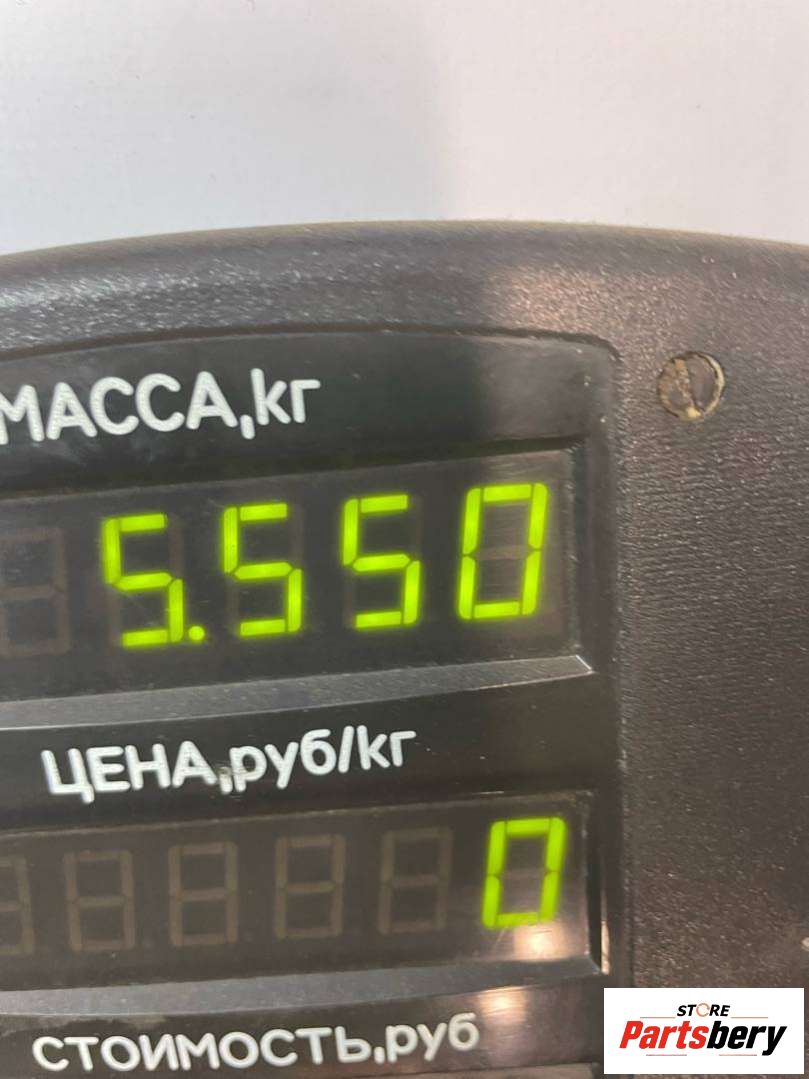 МАССА,кг
5.550
ЦЕНА,руб/кг
0
СТОИМОСТЬ,руб
STORE
Partsbery